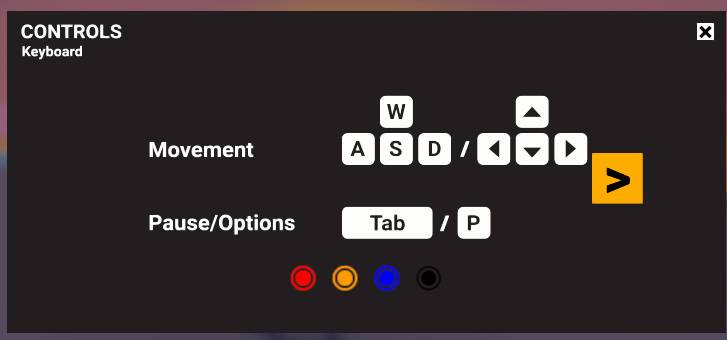 CONTROLS
Keyboard
W
Movement A S D /
>
Pause/Options Tab / P